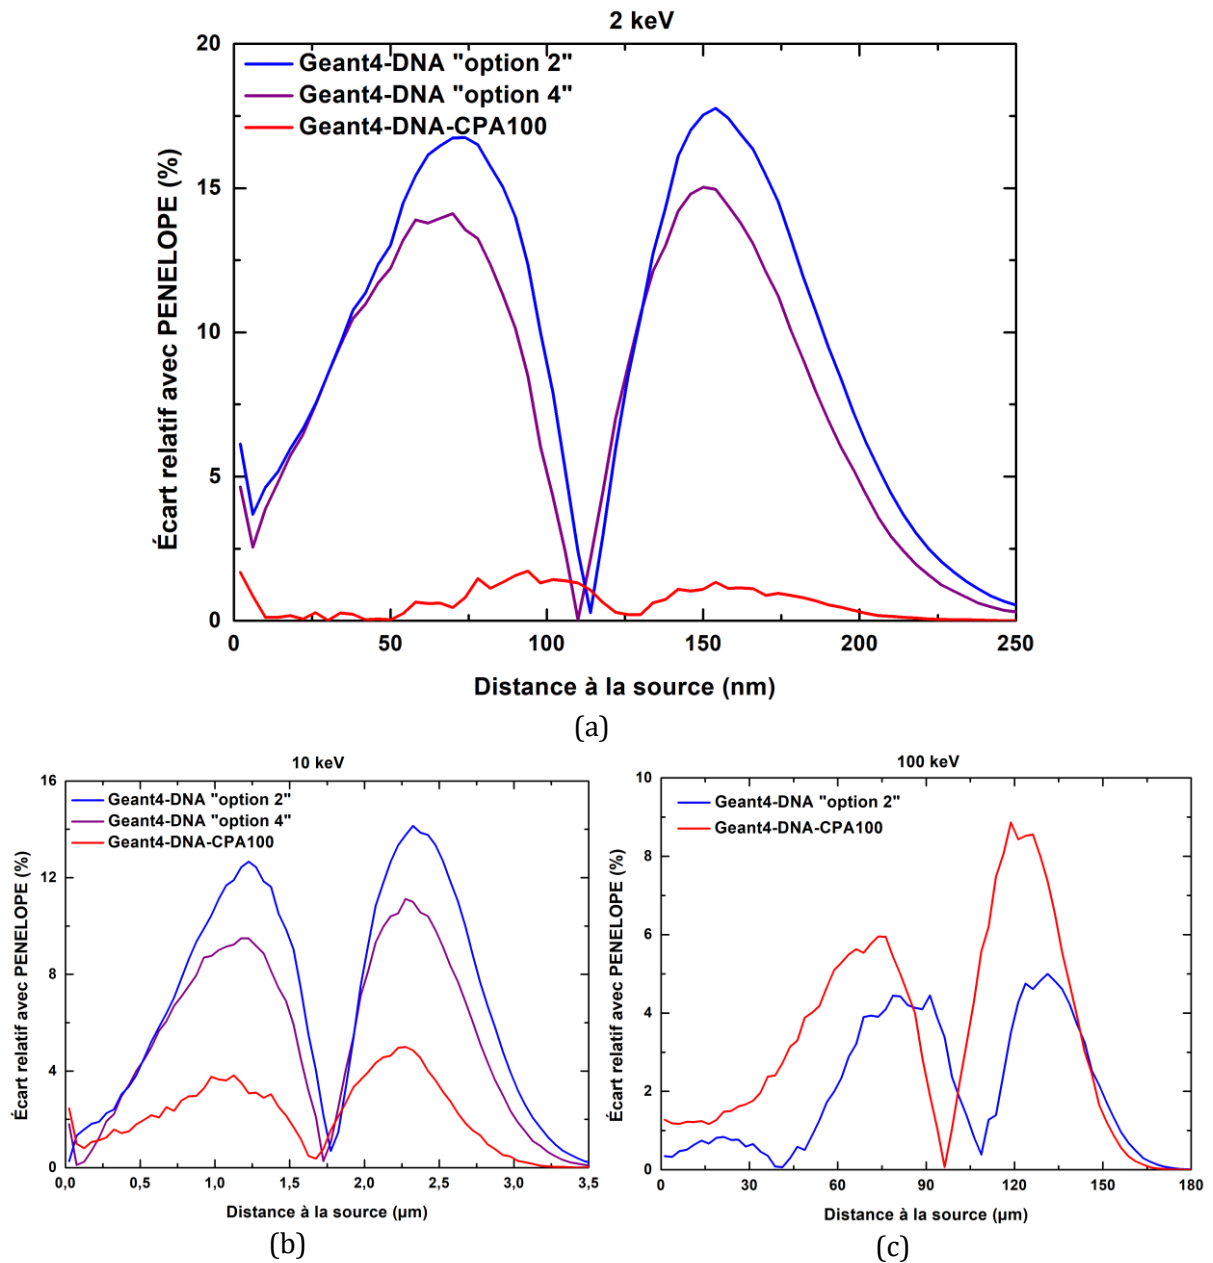 2 keV
Geant4-DNA "option 2"
Geant4-DNA "option 4"
Geant4-DNA-CPA100
Écart relatif avec PENELOPE (%)
20
15
10
5
0
0 50 100 150 200 250
Distance à la source (nm)
(a)
10 keV
Geant4-DNA "option 2"
Geant4-DNA "option 4"
Geant4-DNA-CPA100
Écart relatif avec PENELOPE (%)
16
12
8
4
0
0,0 0,5 1,0 1,5 2,0 2,5 3,0 3,5
Distance à la source (µm)
(b)
100 keV
Geant4-DNA "option 2"
Geant4-DNA-CPA100
Écart relatif avec PENELOPE (%)
10
8
6
4
2
0
0 30 60 90 120 150 180
Distance à la source (µm)
(c)